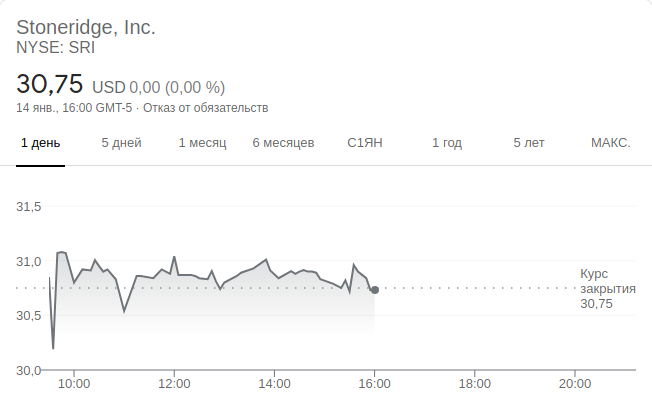 Stoneridge, Inc.
NYSE: SRI
30,75 USD 0,00 (0,00 %)
14 янв., 16:00 GMT-5 · Отказ от обязательств
1 день 5 дней 1 месяц 6 месяцев С1ЯН 1 год 5 лет МАКС.
31,5
31,0
Курс
закрытия
30,75
30,5
30,0
10:00 12:00 14:00 16:00 18:00 20:00